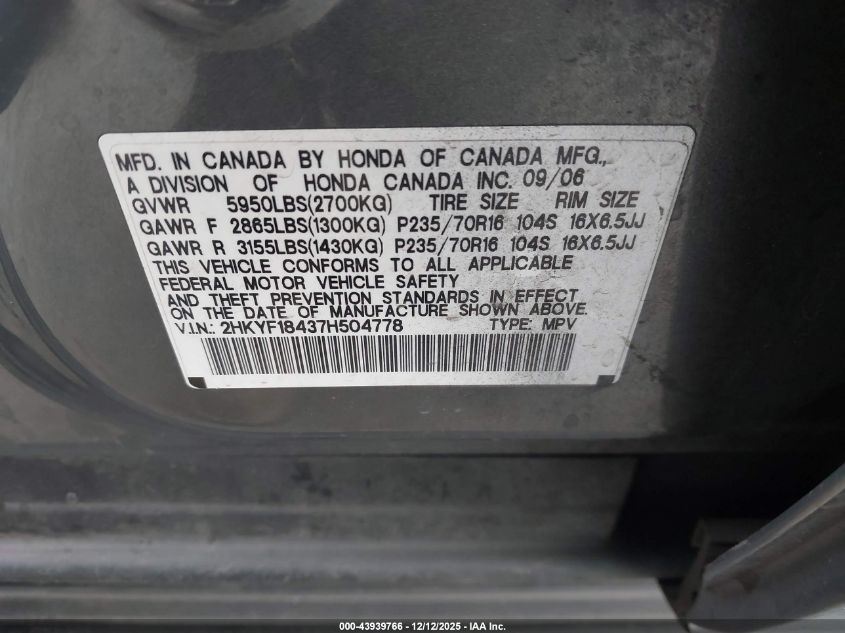 MFD. IN CANADA BY HONDA OF CANADA MFG.,
A DIVISION OF HONDA CANADA INC. 09/06
GVWR 5950LBS(2700KG) TIRE SIZE RIM SIZE
GAWR F 2865LBS(1300KG) P235/70R16 104S 16X6.5JJ
GAWR R 3155LBS(1430KG) P235/70R16 104S 16X6.5JJ
THIS VEHICLE CONFORMS TO ALL APPLICABLE
FEDERAL MOTOR VEHICLE SAFETY
AND THEFT PREVENTION STANDARDS IN EFFECT
ON THE DATE OF MANUFACTURE SHOWN ABOVE.
V.I.N.: 2HKYF18437H504778 TYPE: MPV
000-43939766 - 12/12/2025 - IAA Inc.